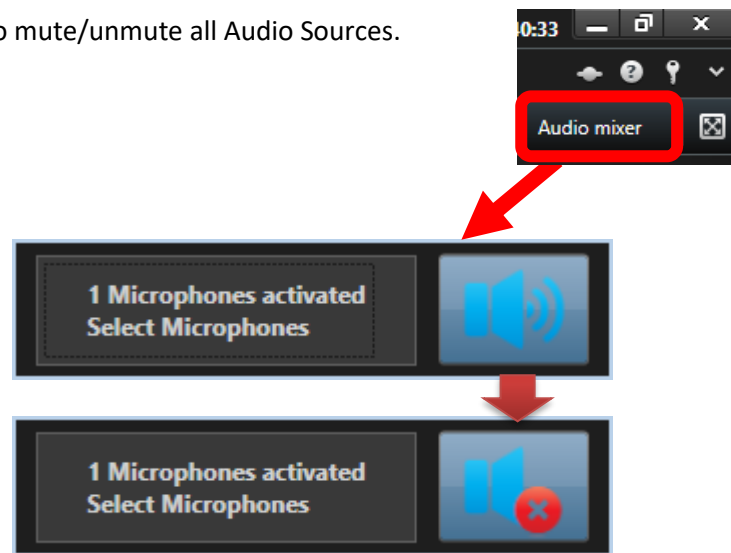 o mute/unmute all Audio Sources.
0:33
Audio mixer
1 Microphones activated
Select Microphones
1 Microphones activated
Select Microphones